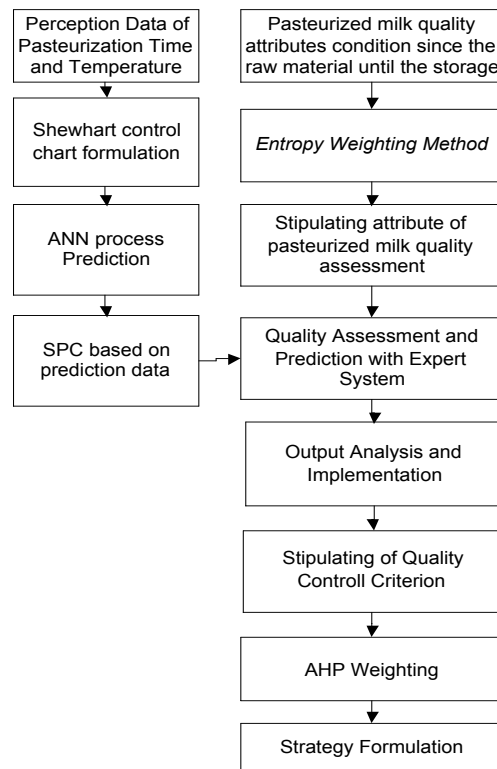 Perception Data of
Pasteurization Time
and Temperature
Shewhart control
chart formulation
ANN process
Prediction
SPC based on
prediction data
Pasteurized milk quality
attributes condition since the
raw material until the storage
Entropy Weighting Method
Stipulating attribute of
pasteurized milk quality
assessment
Quality Assessment and
Prediction with Expert
System
Output Analysis and
Implementation
Stipulating of Quality
Controll Criterion
AHP Weighting
Strategy Formulation